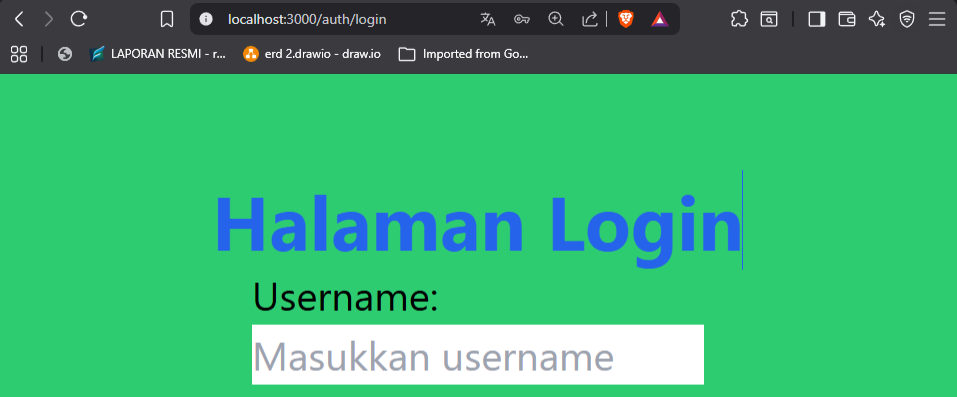 localhost:3000/auth/login
LAPORAN RESMI - r...
erd 2.drawio - draw.io
Imported from Go...
Halaman Login
Username:
Masukkan username